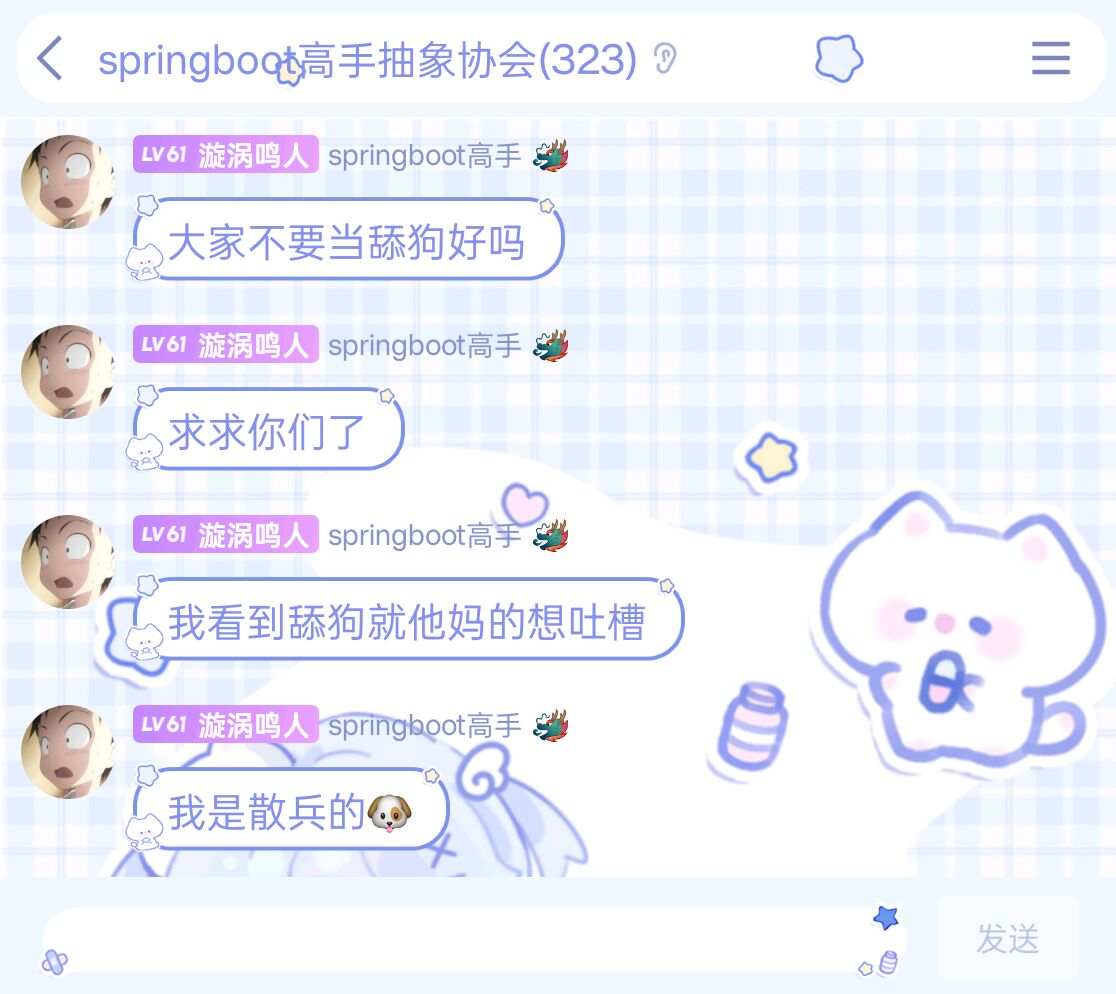 springboot高手抽象协会(323)
LV61 漩涡鸣人 springboot高手
大家不要当舔狗好吗
LV61 漩涡鸣人 springboot高手
求求你们了
LV61 漩涡鸣人 springboot高手
我看到舔狗就他妈的想吐槽
LV61 漩涡鸣人 springboot高手
我是散兵的🐶
发送